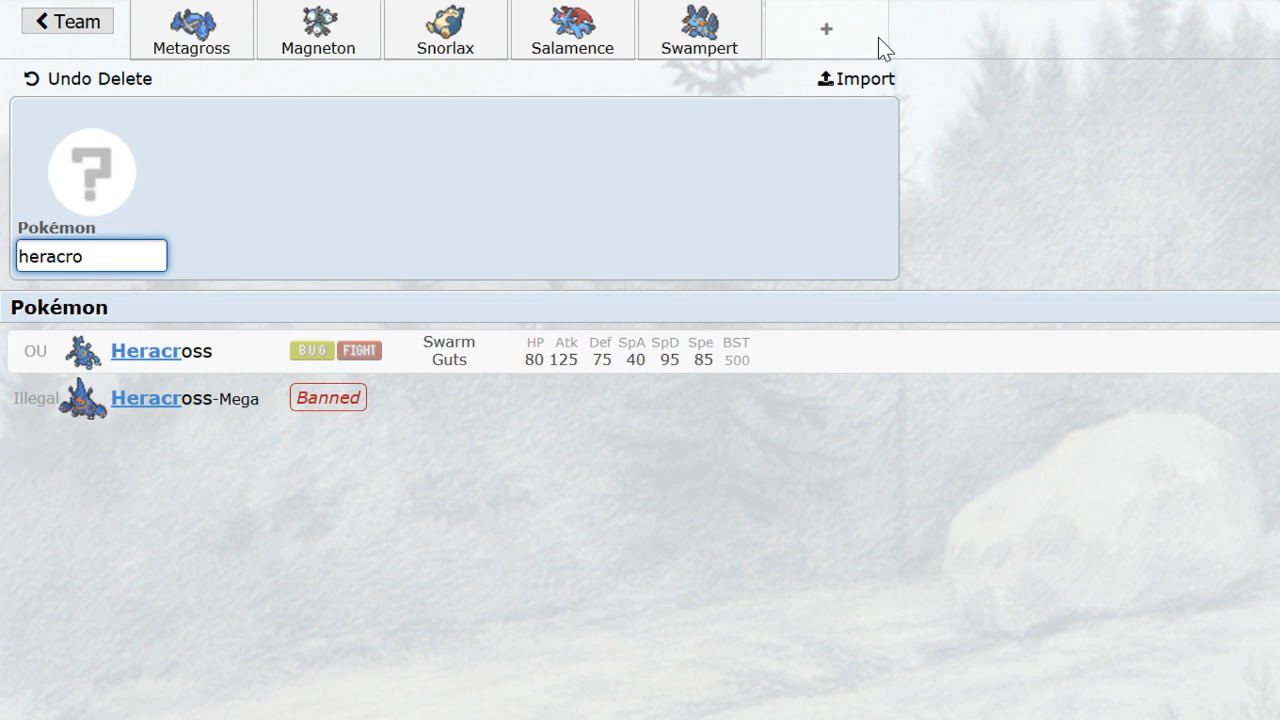 Team
Metagross
Magneton
Snorlax
Salamence
Swampert
+
Undo Delete
Import
?
Pokémon
heracro
Pokémon
OU Heracross BUG FIGHT Swarm Guts HP 80 Atk 125 Def 75 SpA 40 SpD 95 Spe 85 BST 500
Illegal Heracross-Mega Banned